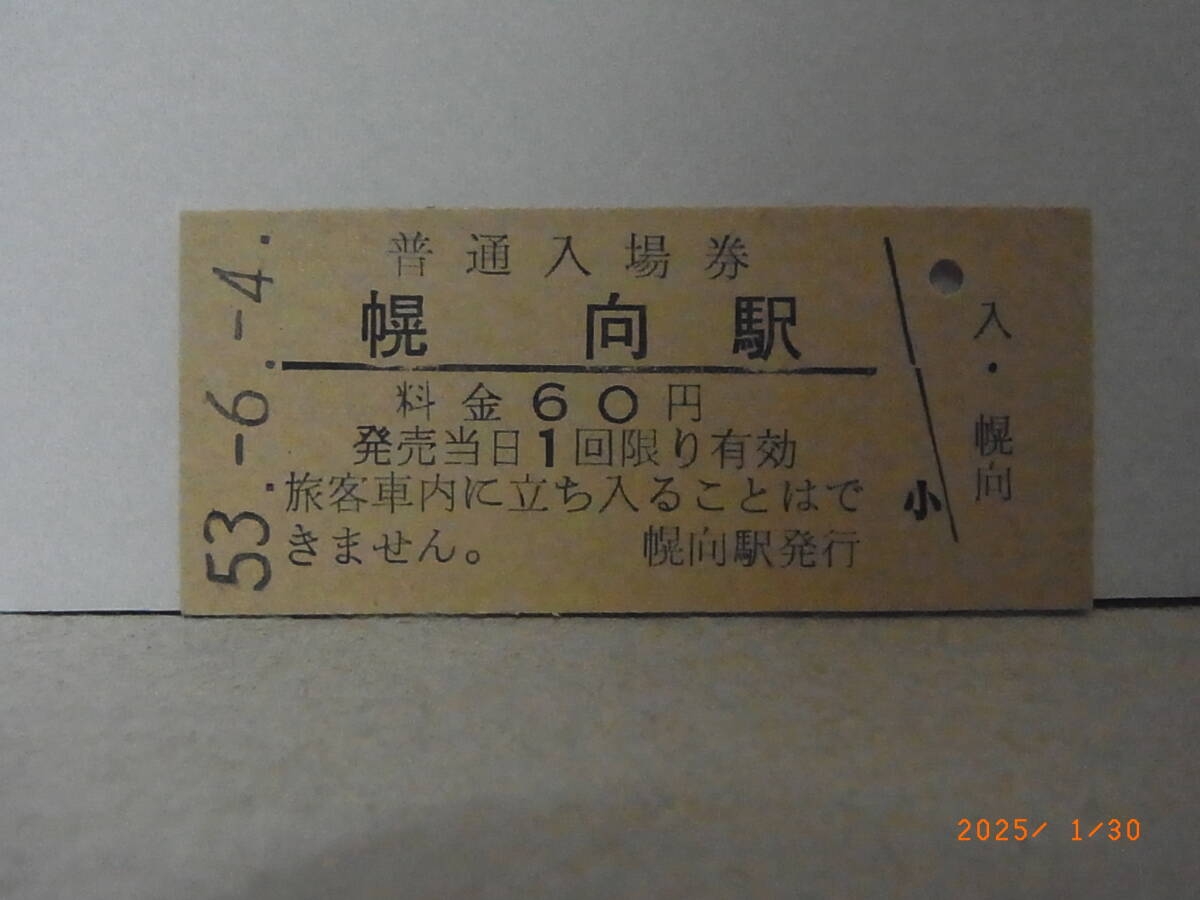 53.-6.-4.
普通入場券
幌向駅
料金60円
発売当日1回限り有効
旅客車内に立ち入ることはで
きません。 幌向駅発行
小
入・幌向
2025/ 1/30